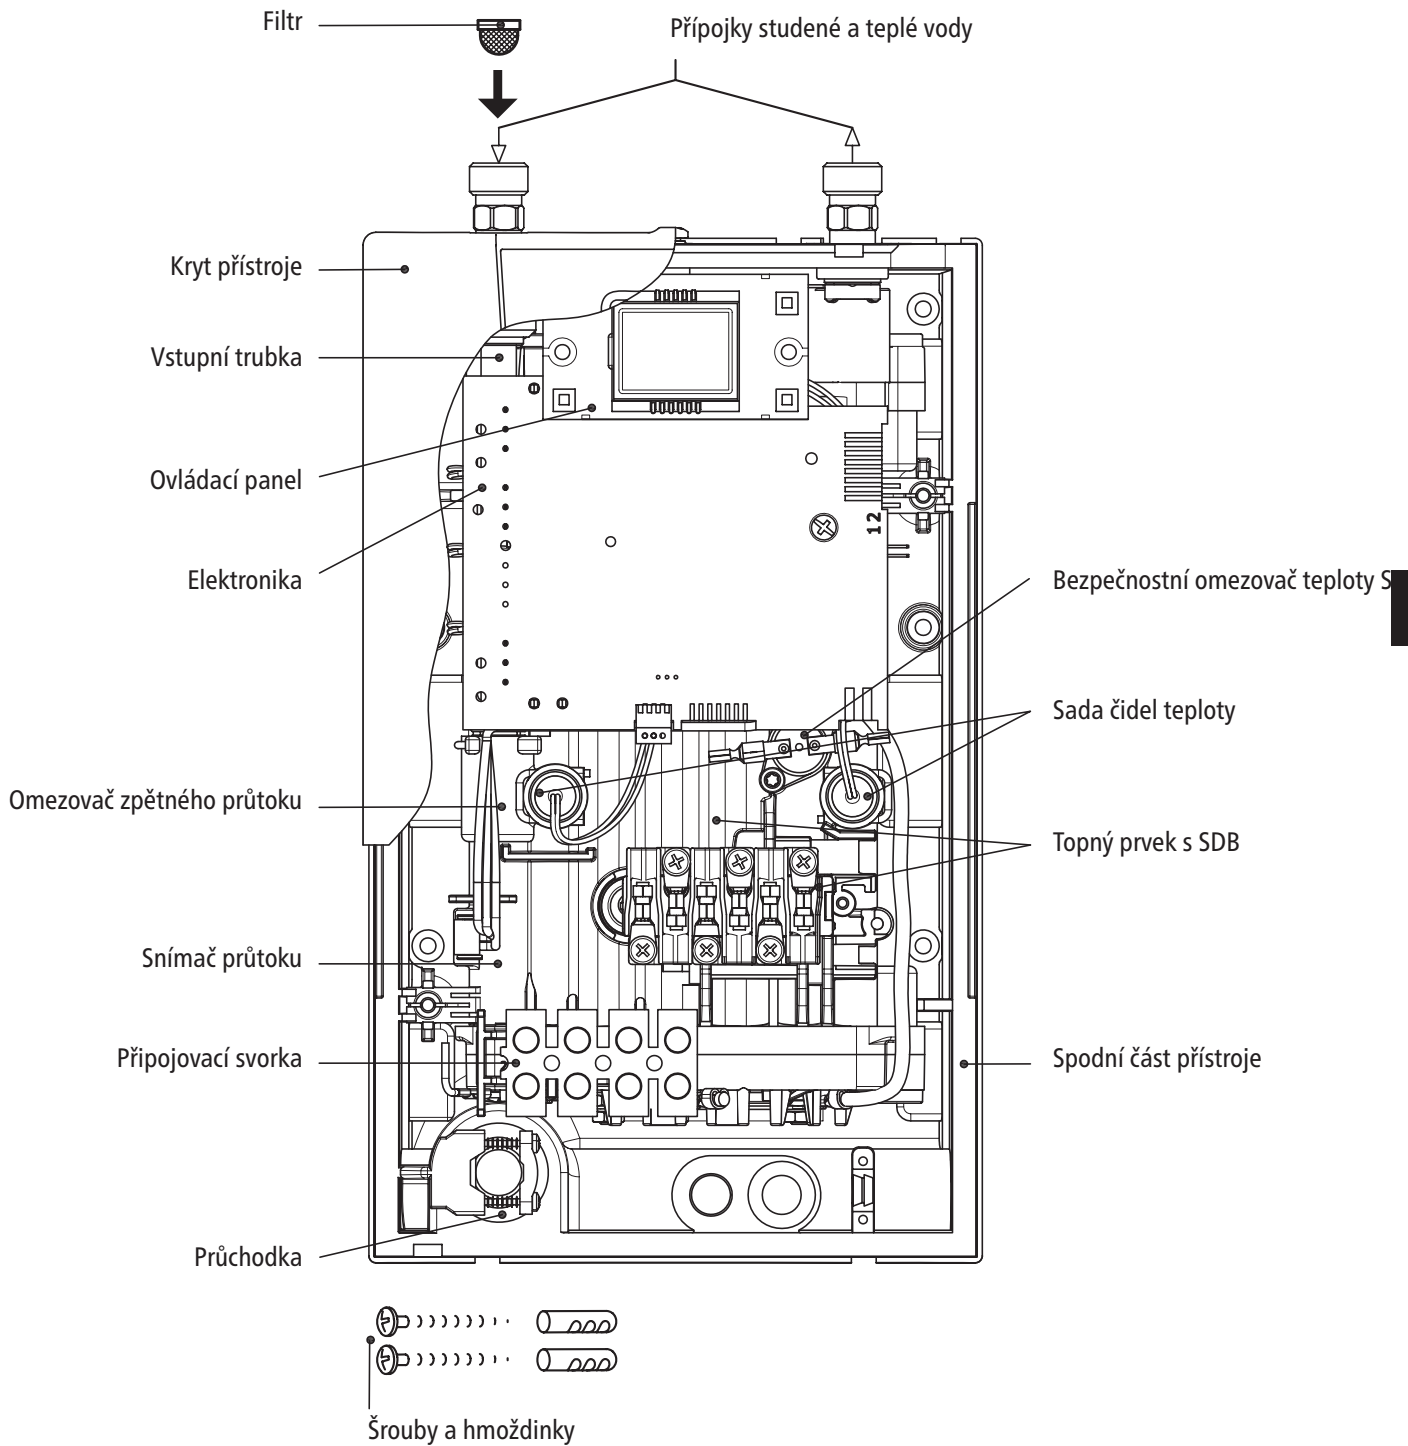 Filtr
Přípojky studené a teplé vody
Kryt přístroje
Vstupní trubka
Ovládací panel
12
Elektronika
Bezpečnostní omezovač teploty S
Sada čidel teploty
Omezovač zpětného průtoku
Topný prvek s SDB
Snímač průtoku
Připojovací svorka
Spodní část přístroje
Průchodka
Šrouby a hmoždinky